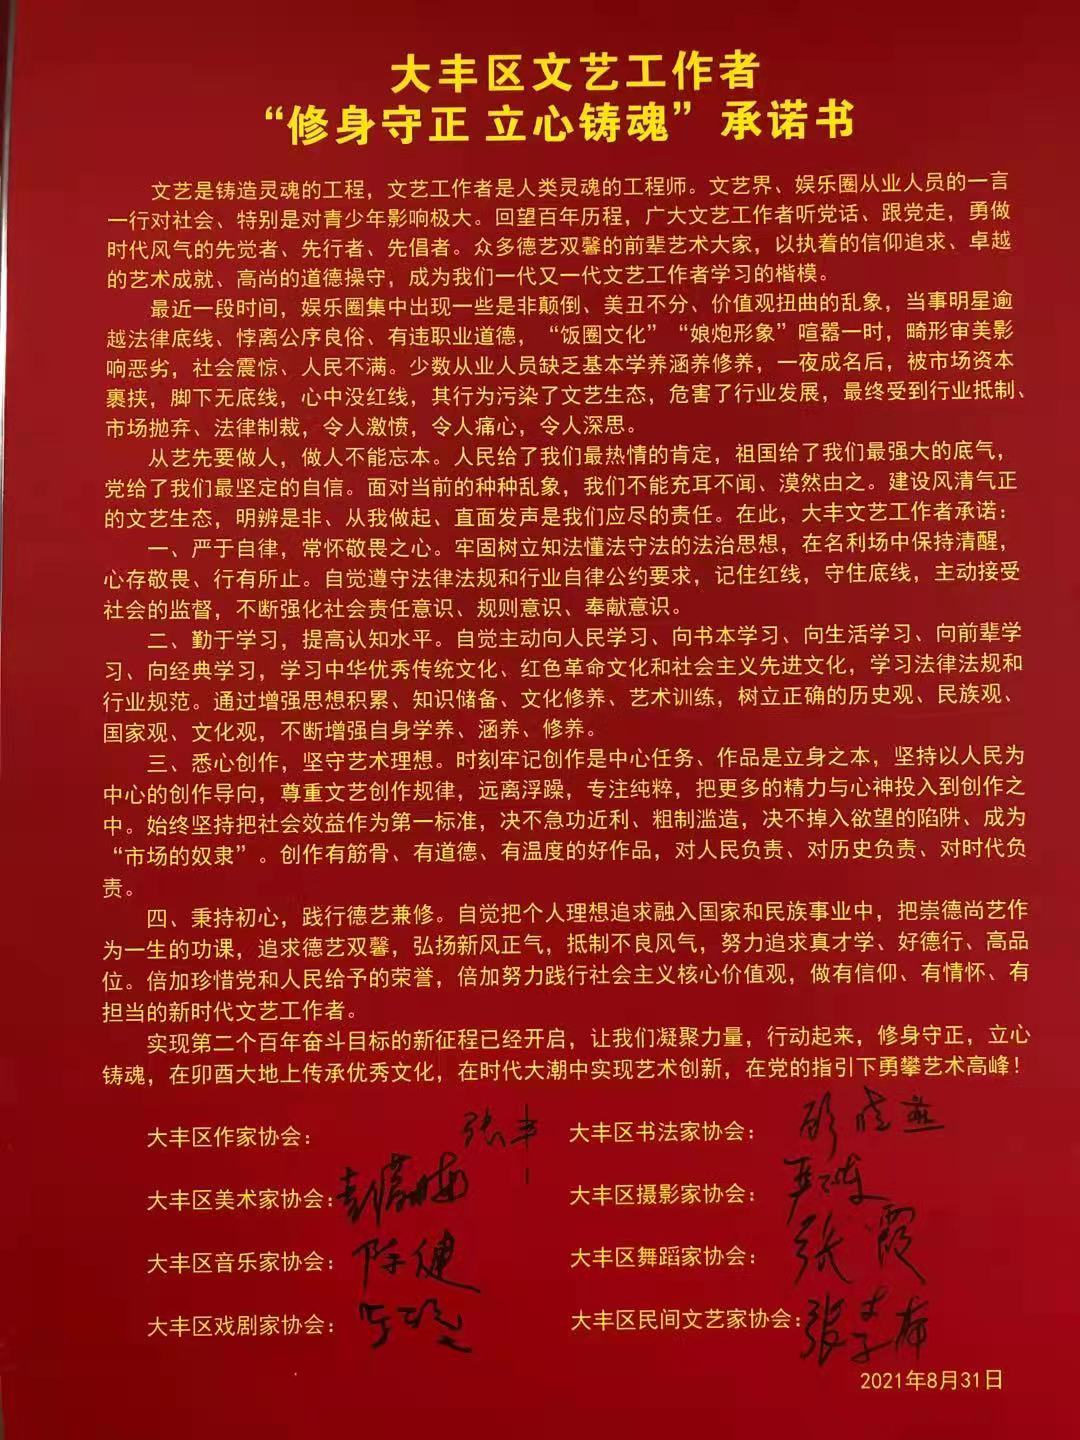 大丰区文艺工作者
“修身守正 立心铸魂”承诺书
文艺是铸造灵魂的工程，文艺工作者是人类灵魂的工程师。文艺界、娱乐圈从业人员的一言
一行对社会、特别是对青少年影响极大。回望百年历程，广大文艺工作者听党话、跟党走，勇做
时代风气的先觉者、先行者、先倡者。众多德艺双馨的前辈艺术大家，以执着的信仰追求、卓越
的艺术成就、高尚的道德操守，成为我们一代又一代文艺工作者学习的楷模。
最近一段时间，娱乐圈集中出现一些是非颠倒、美丑不分、价值观扭曲的乱象，当事明星逾
越法律底线、悖离公序良俗、有违职业道德，“饭圈文化”“娘炮形象”喧嚣一时，畸形审美影
响恶劣，社会震惊、人民不满。少数从业人员缺乏基本学养涵养修养，一夜成名后，被市场资本
裹挟，脚下无底线，心中没红线，其行为污染了文艺生态，危害了行业发展，最终受到行业抵制、
市场抛弃、法律制裁，令人激愤，令人痛心，令人深思。
从艺先要做人，做人不能忘本。人民给了我们最热情的肯定，祖国给了我们最强大的底气，
党给了我们最坚定的自信。面对当前的种种乱象，我们不能充耳不闻、漠然由之。建设风清气正
的文艺生态，明辨是非、从我做起、直面发声是我们应尽的责任。在此，大丰文艺工作者承诺：
一、严于自律，常怀敬畏之心。牢固树立知法懂法守法的法治思想，在名利场中保持清醒，
心存敬畏、行有所止。自觉遵守法律法规和行业自律公约要求，记住红线，守住底线，主动接受
社会的监督，不断强化社会责任意识、规则意识、奉献意识。
二、勤于学习，提高认知水平。自觉主动向人民学习、向书本学习、向生活学习、向前辈学
习、向经典学习，学习中华优秀传统文化、红色革命文化和社会主义先进文化，学习法律法规和
行业规范。通过增强思想积累、知识储备、文化修养、艺术训练，树立正确的历史观、民族观、
国家观、文化观，不断增强自身学养、涵养、修养。
三、悉心创作，坚守艺术理想。时刻牢记创作是中心任务、作品是立身之本，坚持以人民为
中心的创作导向，尊重文艺创作规律，远离浮躁，专注纯粹，把更多的精力与心神投入到创作之
中。始终坚持把社会效益作为第一标准，决不急功近利、粗制滥造，决不掉入欲望的陷阱、成为
“市场的奴隶”。创作有筋骨、有道德、有温度的好作品，对人民负责、对历史负责、对时代负
责。
四、秉持初心，践行德艺兼修。自觉把个人理想追求融入国家和民族事业中，把崇德尚艺作
为一生的功课，追求德艺双馨，弘扬新风正气，抵制不良风气，努力追求真才学、好德行、高品
位。倍加珍惜党和人民给予的荣誉，倍加努力践行社会主义核心价值观，做有信仰、有情怀、有
担当的新时代文艺工作者。
实现第二个百年奋斗目标的新征程已经开启，让我们凝聚力量，行动起来，修身守正，立心
铸魂，在卯酉大地上传承优秀文化，在时代大潮中实现艺术创新，在党的指引下勇攀艺术高峰！
大丰区作家协会： 张丰 大丰区书法家协会：
大丰区美术家协会： 大丰区摄影家协会：
大丰区音乐家协会： 陈健 大丰区舞蹈家协会： 张霞
大丰区戏剧家协会： 大丰区民间文艺家协会：
2021年8月31日